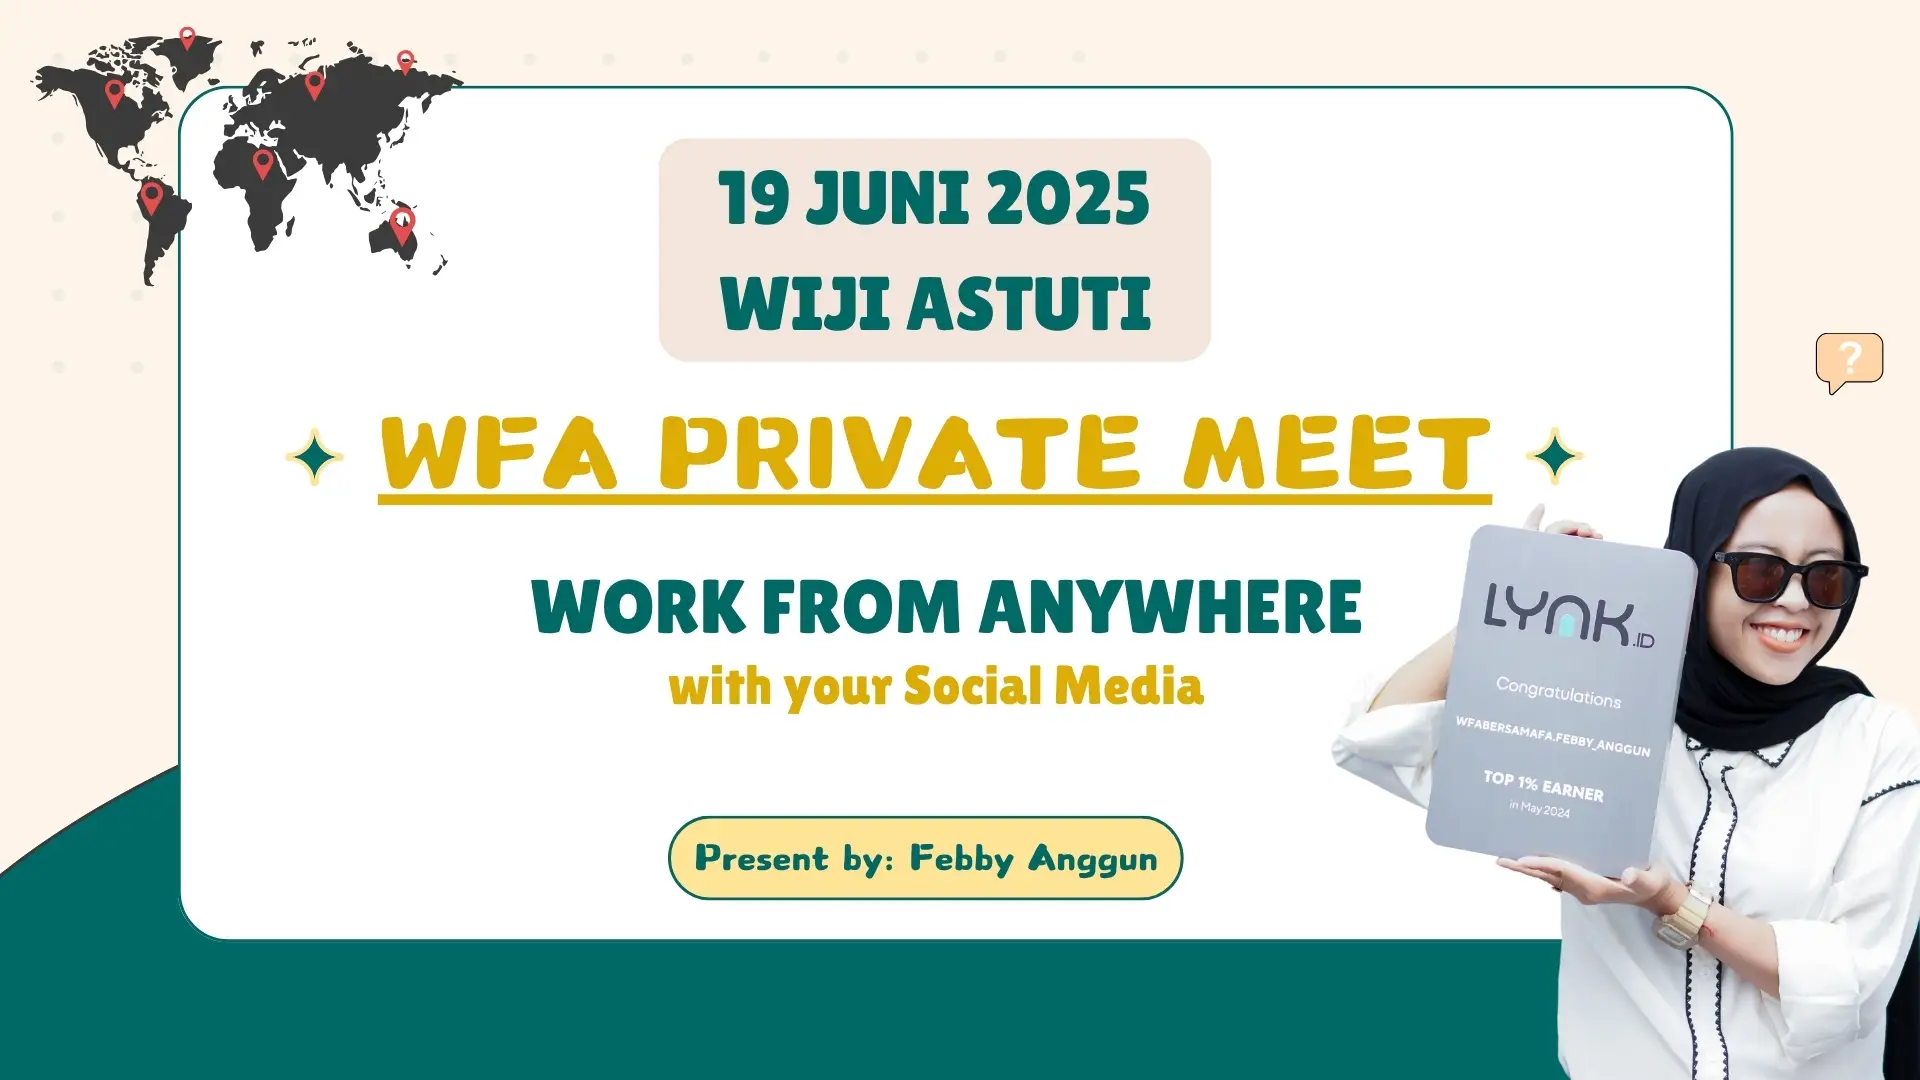 19 JUNI 2025
WIJI ASTUTI
?
WFA PRIVATE MEET
WORK FROM ANYWHERE
with your Social Media
LYNK.ID
Congratulations
WFABERSAMAFA.FEBBY_ANGGUN
TOP 1% EARNER
in May 2024
Present by: Febby Anggun